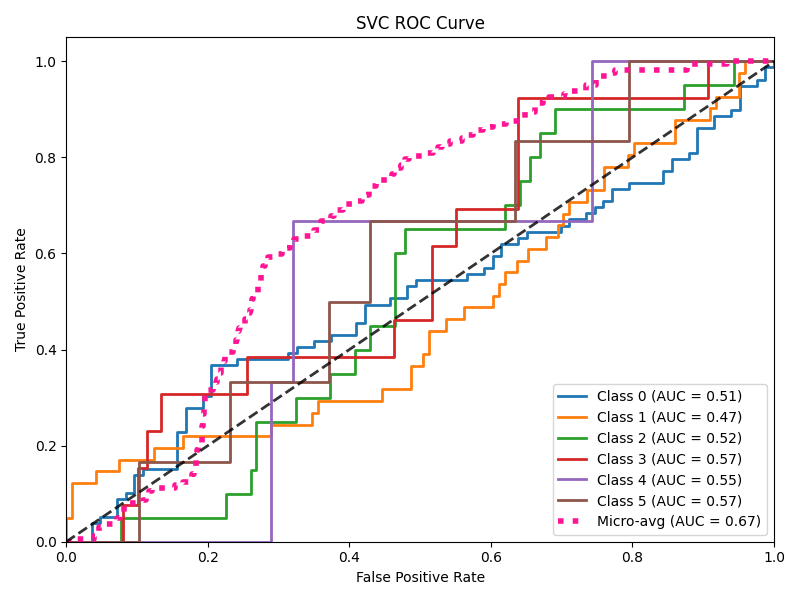 SVC ROC Curve
True Positive Rate
1.0
0.8
0.6
0.4
0.2
0.0
0.0 0.2 0.4 0.6 0.8 1.0
False Positive Rate
Class 0 (AUC = 0.51)
Class 1 (AUC = 0.47)
Class 2 (AUC = 0.52)
Class 3 (AUC = 0.57)
Class 4 (AUC = 0.55)
Class 5 (AUC = 0.57)
Micro-avg (AUC = 0.67)